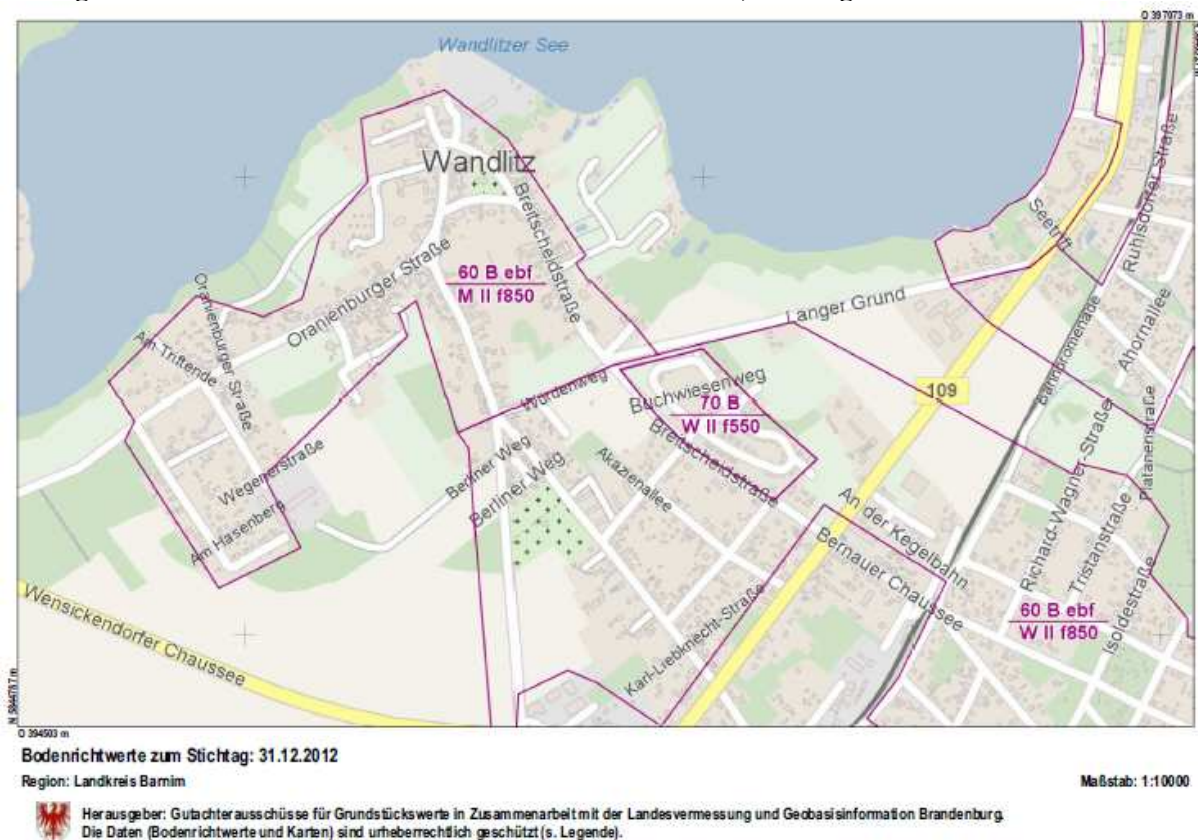 O 397073 m
Wandlitzer See
Wandlitz
Breitscheidstraße
Seetrift
Ruhlsdorfer Straße
60 B ebf
M II f850
Oranienburger Straße
Oranienburger Straße
Am Triftende
Langer Grund
Bahnpromenade
Ahornallee
109
Wurdenweg
Buchwiesenweg
70 B
W II f550
Breitscheidstraße
Platanenstraße
Richard-Wagner-Straße
Wegenerstraße
Berliner Weg
Berliner Weg
Akazienallee
An der Kegelbahn
Tristanstraße
Am Hasenberg
Bernauer Chaussee
Isoldestraße
60 B ebf
W II f850
Wensickendorfer Chaussee
Karl-Liebknecht-Straße
N 5844787 m
O 394503 m
Bodenrichtwerte zum Stichtag: 31.12.2012
Region: Landkreis Barnim
Maßstab: 1:10000
Herausgeber: Gutachterausschüsse für Grundstückswerte in Zusammenarbeit mit der Landesvermessung und Geobasisinformation Brandenburg.
Die Daten (Bodenrichtwerte und Karten) sind urheberrechtlich geschützt (s. Legende).